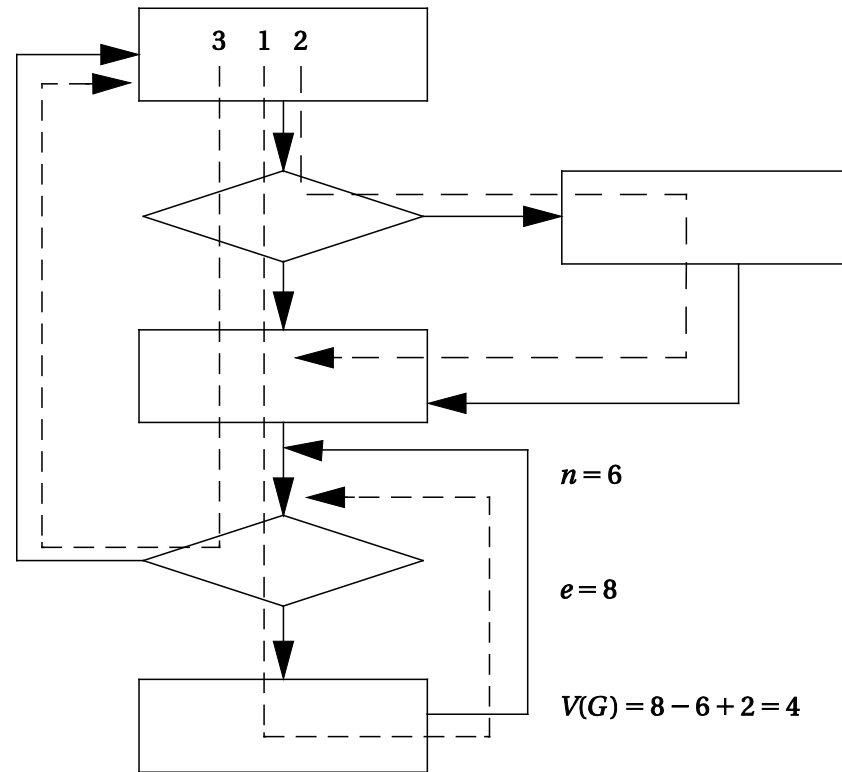 3 1 2
n = 6
e = 8
V(G) = 8 − 6 + 2 = 4